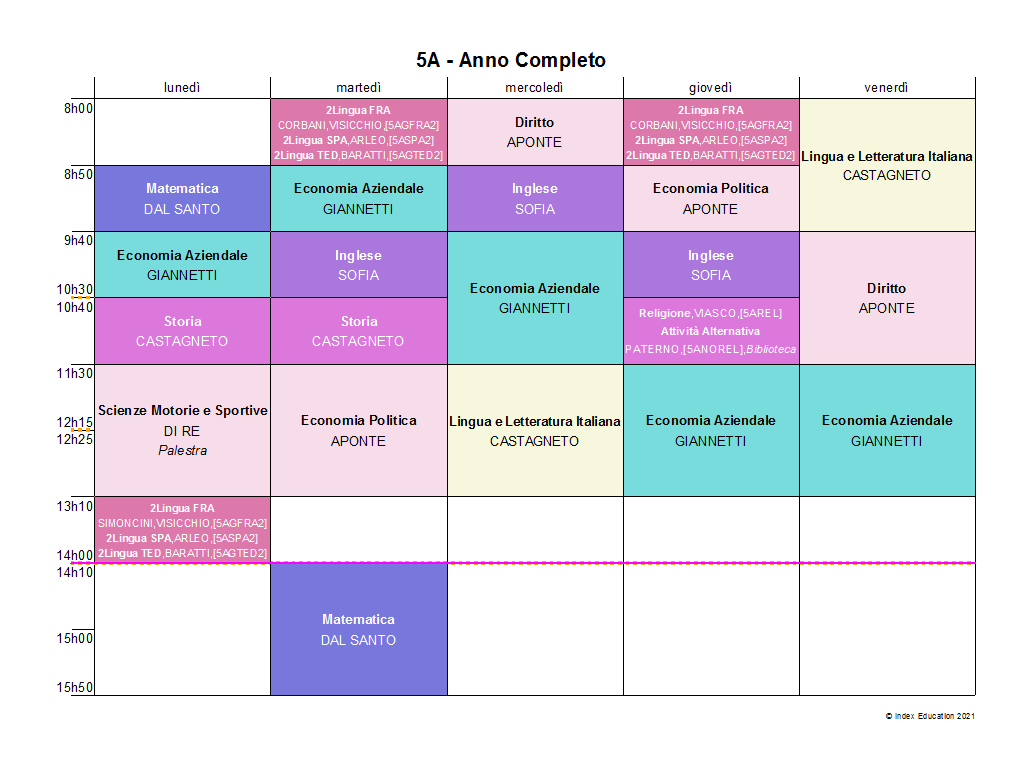 5A - Anno Completo
lunedì martedì mercoledì giovedì venerdì
8h00
2Lingua FRA
CORBANI,VISICCHIO,[5AGFRA2]
2Lingua SPA,ARLEO,[5ASPA2]
2Lingua TED,BARATTI,[5AGTED2]
Diritto
APONTE
2Lingua FRA
CORBANI,VISICCHIO,[5AGFRA2]
2Lingua SPA,ARLEO,[5ASPA2]
2Lingua TED,BARATTI,[5AGTED2]
Lingua e Letteratura Italiana
CASTAGNETO
8h50
Matematica
DAL SANTO
Economia Aziendale
GIANNETTI
Inglese
SOFIA
Economia Politica
APONTE
9h40
Economia Aziendale
GIANNETTI
Inglese
SOFIA
Economia Aziendale
GIANNETTI
Inglese
SOFIA
Diritto
APONTE
10h30
10h40
Storia
CASTAGNETO
Storia
CASTAGNETO
Religione,VIASCO,[5AREL]
Attività Alternativa
PATERNO,[5ANOREL],Biblioteca
11h30
Scienze Motorie e Sportive
DI RE
Palestra
Economia Politica
APONTE
Lingua e Letteratura Italiana
CASTAGNETO
Economia Aziendale
GIANNETTI
Economia Aziendale
GIANNETTI
12h15
12h25
13h10
2Lingua FRA
SIMONCINI,VISICCHIO,[5AGFRA2]
2Lingua SPA,ARLEO,[5ASPA2]
2Lingua TED,BARATTI,[5AGTED2]
14h00
14h10
Matematica
DAL SANTO
15h00
15h50
© Index Education 2021